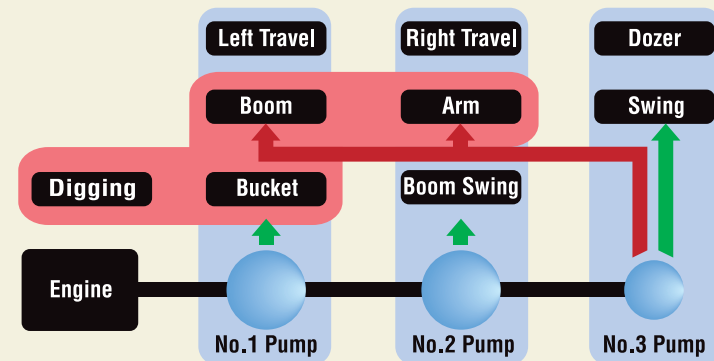 Left Travel
Right Travel
Dozer
Boom
Arm
Swing
Digging
Bucket
Boom Swing
Engine
No.1 Pump
No.2 Pump
No.3 Pump